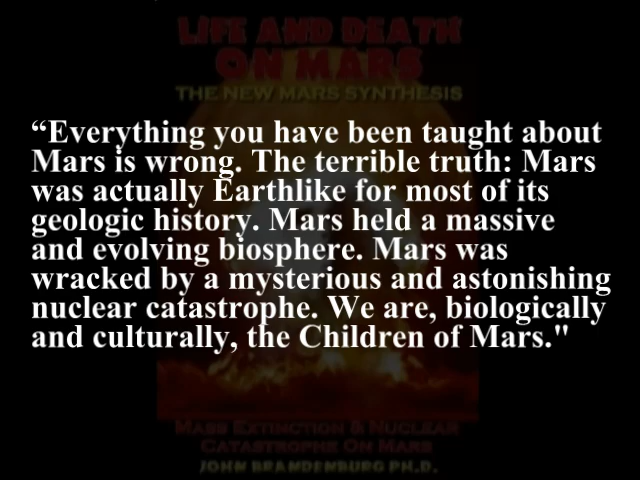 LIFE AND DEATH
ON MARS
THE NEW MARS SYNTHESIS
“Everything you have been taught about
Mars is wrong. The terrible truth: Mars
was actually Earthlike for most of its
geologic history. Mars held a massive
and evolving biosphere. Mars was
wracked by a mysterious and astonishing
nuclear catastrophe. We are, biologically
and culturally, the Children of Mars."
MASS EXTINCTION & NUCLEAR
CATASTROPHE ON MARS
JOHN BRANDENBURG PH.D.